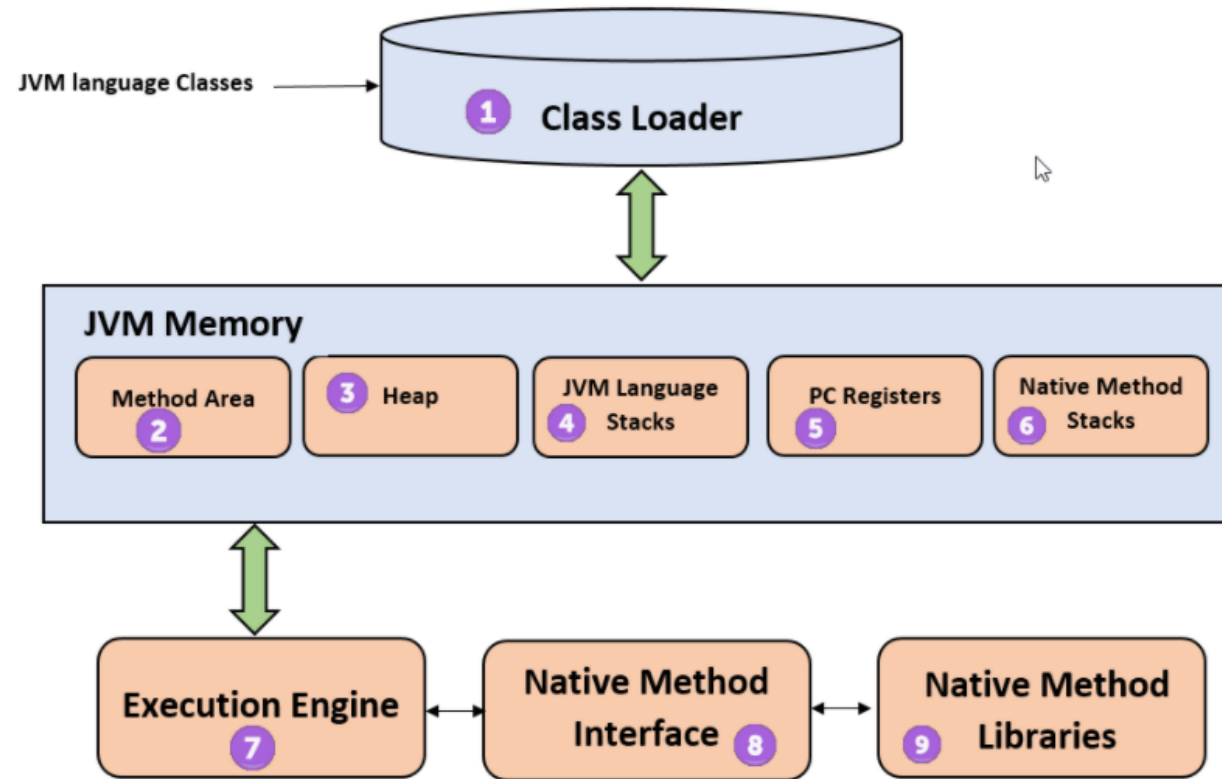 JVM language Classes
1 Class Loader
JVM Memory
Method Area
2
3 Heap
JVM Language
4 Stacks
PC Registers
5
Native Method
6 Stacks
Execution Engine
7
Native Method
Interface 8
Native Method
9 Libraries